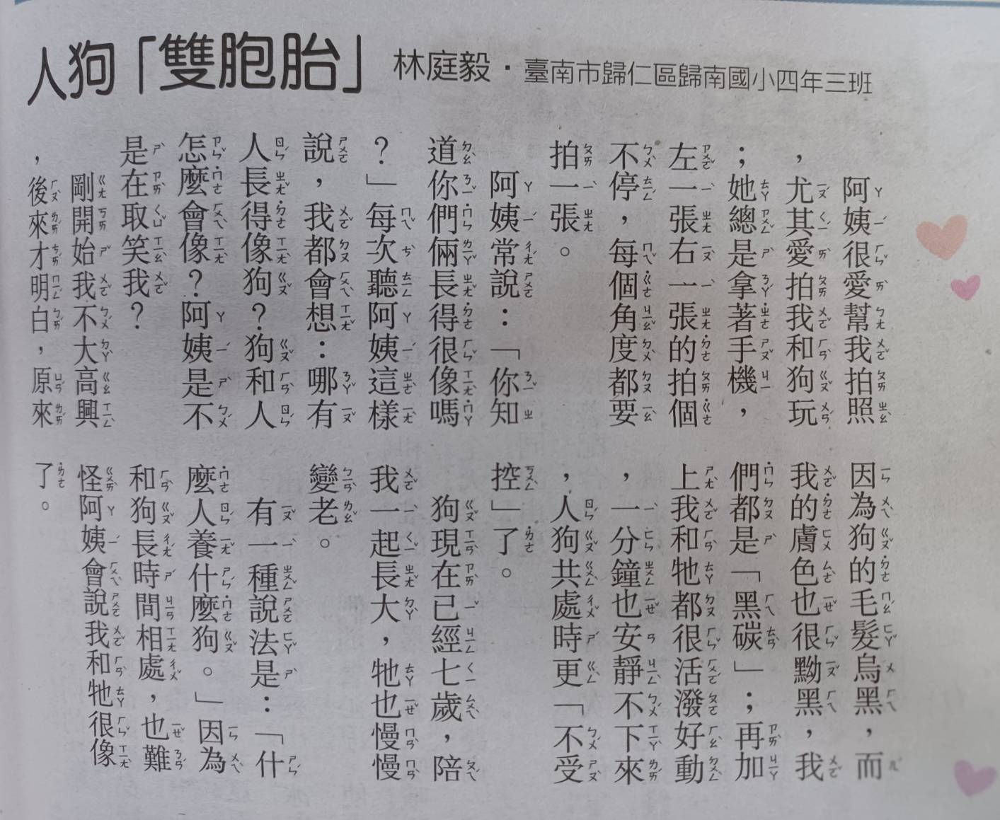 人狗「雙胞胎」 林庭毅・臺南市歸仁區歸南國小四年三班
阿姨很愛幫我拍照
，尤其愛拍我和狗玩
；她總是拿著手機，
左一張右一張的拍個
不停，每個角度都要
拍一張。
阿姨常說：「你知
道你們倆長得很像嗎
？」每次聽阿姨這樣
說，我都會想：哪有
人長得像狗？狗和人
怎麼會像？阿姨是不
是在取笑我？
剛開始我不大高興
，後來才明白，原來
因為狗的毛髮烏黑，而
我的膚色也很黝黑，我
們都是「黑碳」；再加
上我和牠都很活潑好動
，一分鐘也安靜不下來
，人狗共處時更「不受
控」了。
狗現在已經七歲，陪
我一起長大，牠也慢慢
變老。
有一種說法是：「什
麼人養什麼狗。」因為
和狗長時間相處，也難
怪阿姨會說我和牠很像
了。